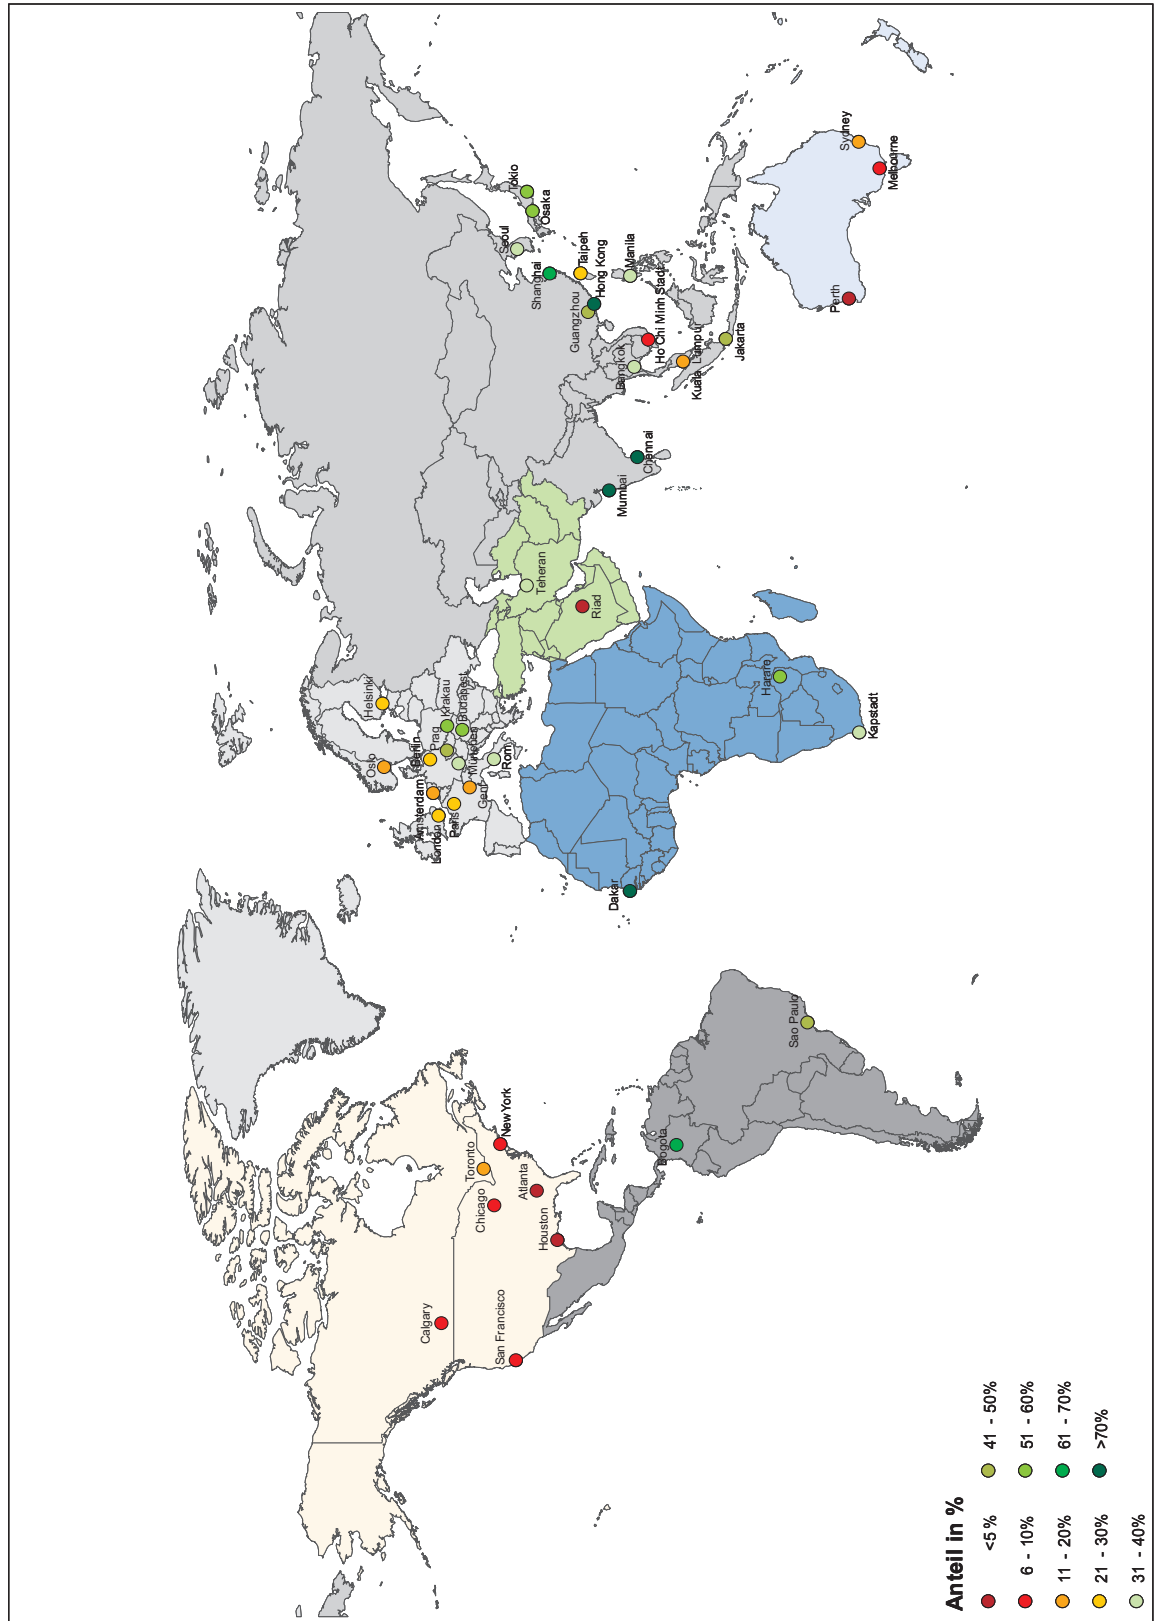 Calgary
San Francisco
Chicago
Toronto
New York
Atlanta
Houston
Bogota
Sao Paulo
Oslo
Helsinki
Amsterdam
London
Berlin
Paris
Prag
Krakau
Budapest
München
Genf
Rom
Dakar
Harare
Kapstadt
Teheran
Riad
Mumbai
Chennai
Seoul
Tokio
Osaka
Shanghai
Taipeh
Hong Kong
Guangzhou
Manila
Bangkok
Ho Chi Minh Stadt
Kuala Lumpur
Jakarta
Perth
Sydney
Melbourne
Anteil in %
<5%
6 - 10%
11 - 20%
21 - 30%
31 - 40%
41 - 50%
51 - 60%
61 - 70%
>70%